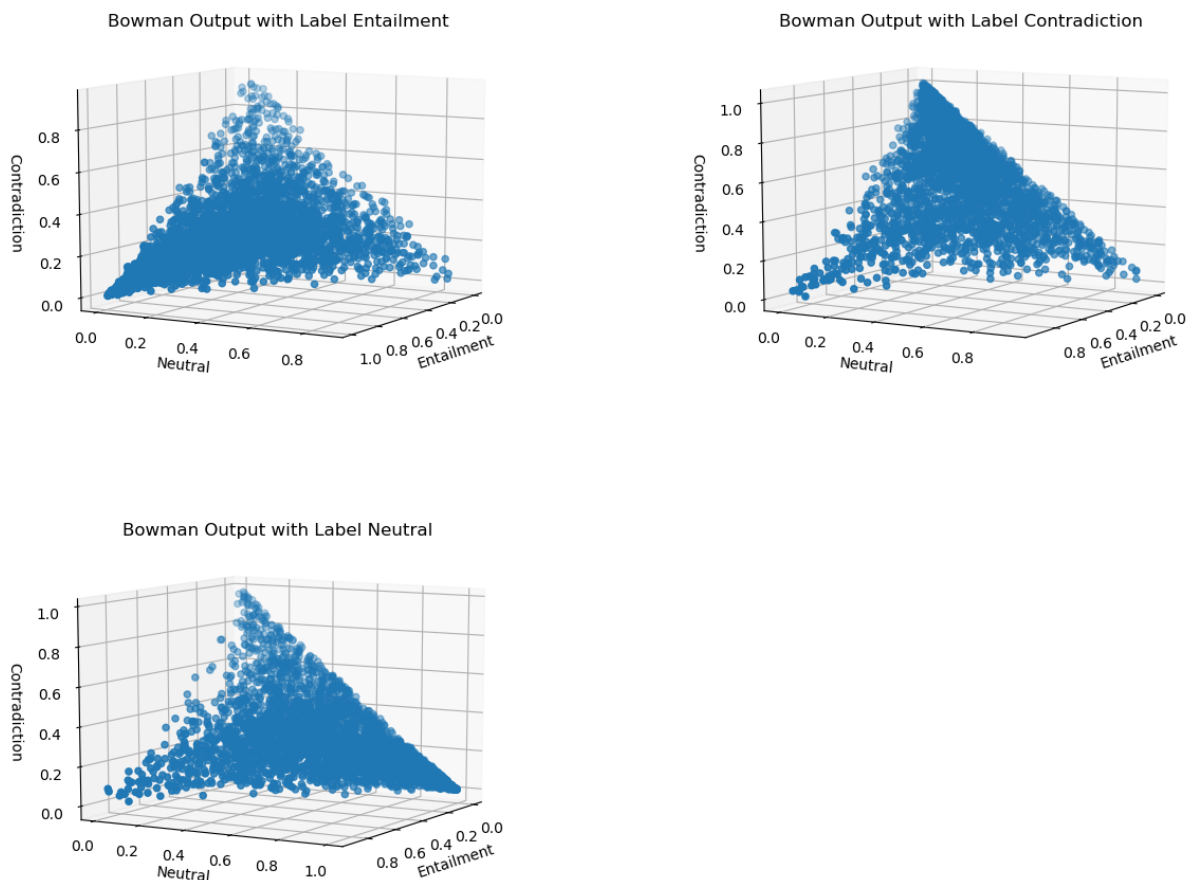 Bowman Output with Label Entailment
0.8
0.6
0.4
0.2
0.0
Contradiction
0.0 0.2 0.4 0.6 0.8
Neutral
1.0 0.8 0.6 0.4 0.2 0.0
Entailment
Bowman Output with Label Contradiction
1.0
0.8
0.6
0.4
0.2
0.0
Contradiction
0.0 0.2 0.4 0.6 0.8
Neutral
0.8 0.6 0.4 0.2 0.0
Entailment
Bowman Output with Label Neutral
1.0
0.8
0.6
0.4
0.2
0.0
Contradiction
0.0 0.2 0.4 0.6 0.8 1.0
Neutral
0.8 0.6 0.4 0.2 0.0
Entailment